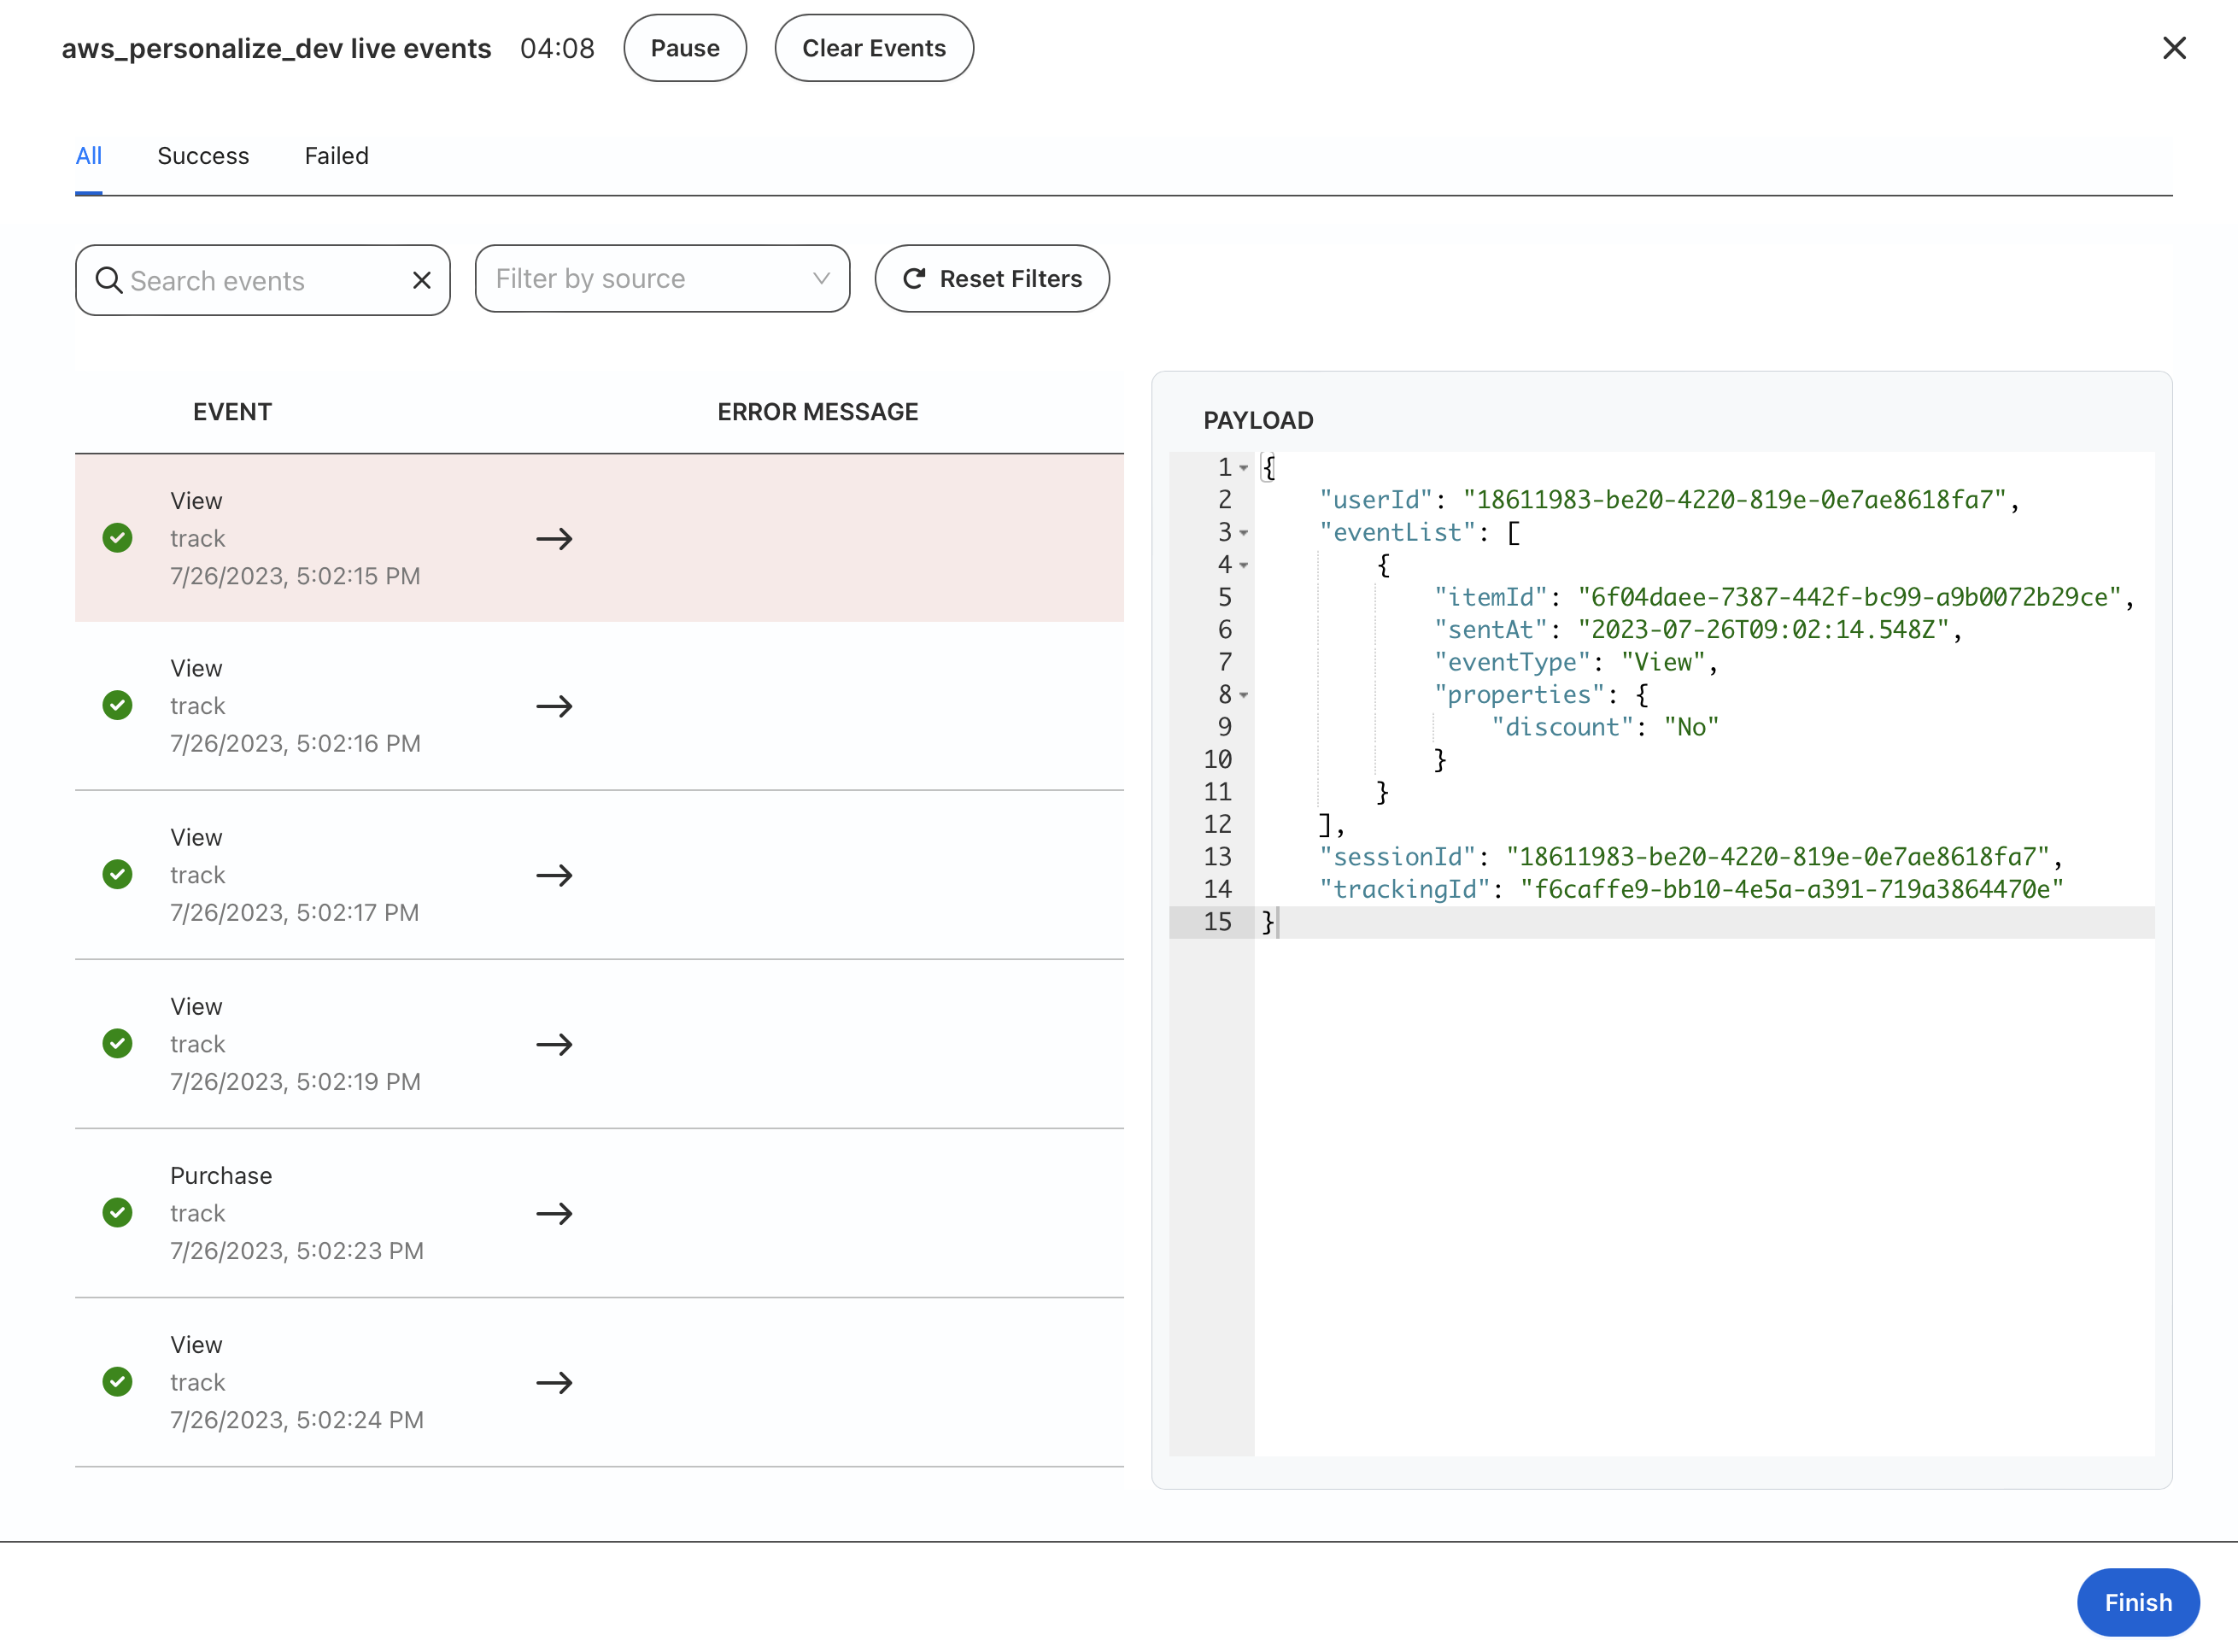 aws_personalize_dev live events 04:08 Pause Clear Events
All Success Failed
Search events Filter by source Reset Filters
EVENT ERROR MESSAGE
View
track
7/26/2023, 5:02:15 PM
View
track
7/26/2023, 5:02:16 PM
View
track
7/26/2023, 5:02:17 PM
View
track
7/26/2023, 5:02:19 PM
Purchase
track
7/26/2023, 5:02:23 PM
View
track
7/26/2023, 5:02:24 PM
PAYLOAD
1 {
2 "userId": "18611983-be20-4220-819e-0e7ae8618fa7",
3 "eventList": [
4 {
5 "itemId": "6f04daee-7387-442f-bc99-a9b0072b29ce",
6 "sentAt": "2023-07-26T09:02:14.548Z",
7 "eventType": "View",
8 "properties": {
9 "discount": "No"
10 }
11 }
12 ],
13 "sessionId": "18611983-be20-4220-819e-0e7ae8618fa7",
14 "trackingId": "f6caffe9-bb10-4e5a-a391-719a3864470e"
15 }
Finish